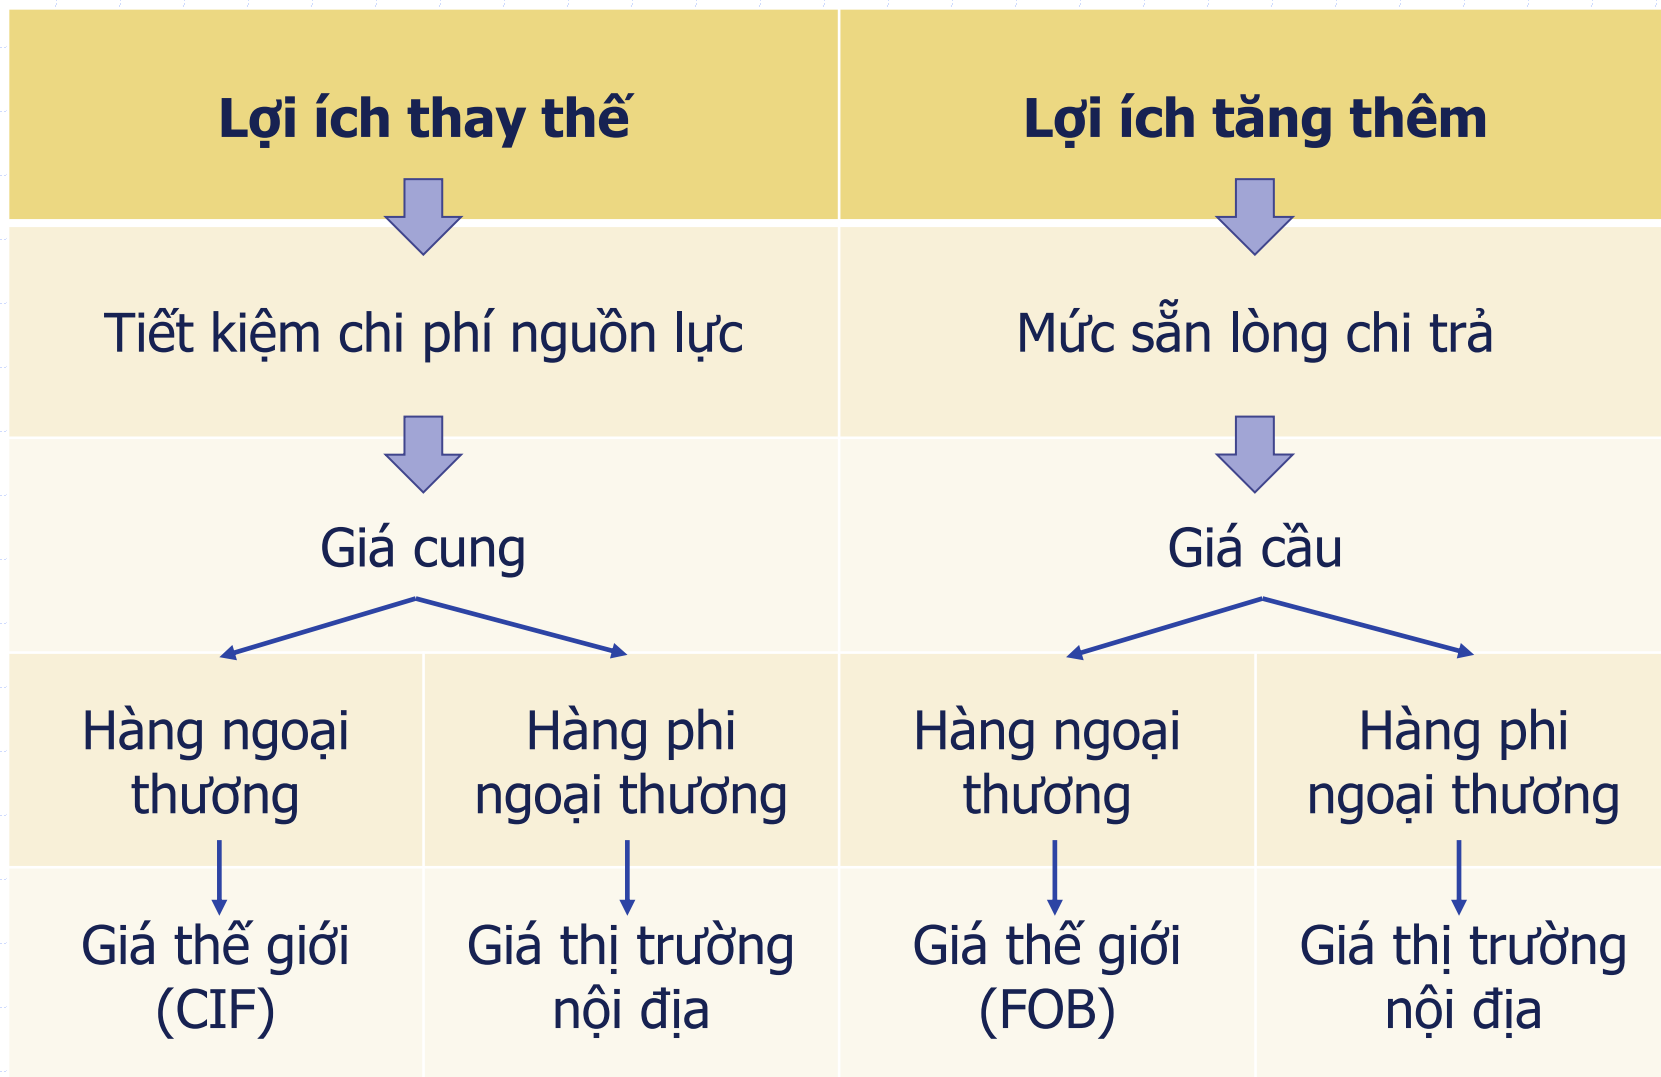 Lợi ích thay thế
Lợi ích tăng thêm
Tiết kiệm chi phí nguồn lực
Mức sẵn lòng chi trả
Giá cung
Giá cầu
Hàng ngoại
thương
Hàng phi
ngoại thương
Hàng ngoại
thương
Hàng phi
ngoại thương
Giá thế giới
(CIF)
Giá thị trường
nội địa
Giá thế giới
(FOB)
Giá thị trường
nội địa